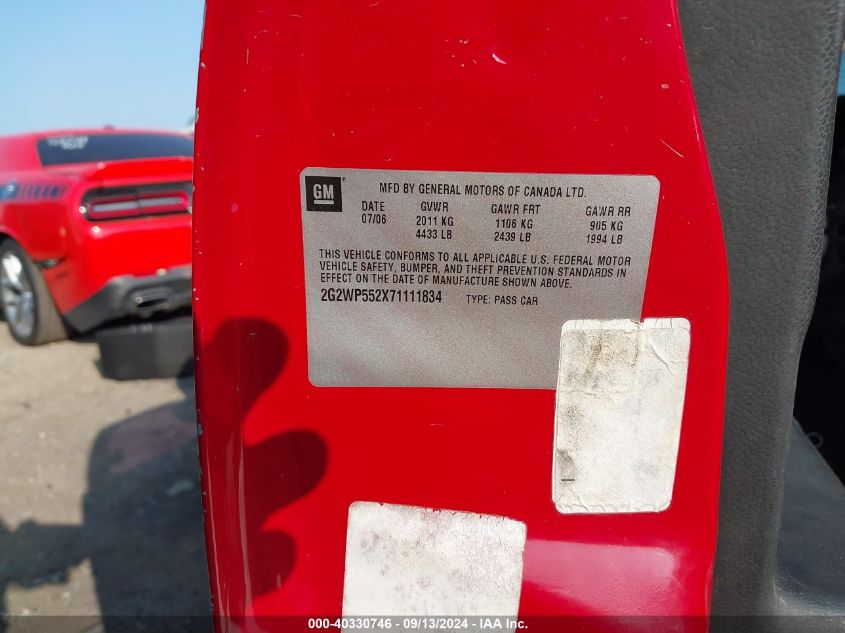 GM
MFD BY GENERAL MOTORS OF CANADA LTD.
DATE GVWR GAWR FRT GAWR RR
07/06 2011 KG 1106 KG 905 KG
4433 LB 2439 LB 1994 LB
THIS VEHICLE CONFORMS TO ALL APPLICABLE U.S. FEDERAL MOTOR
VEHICLE SAFETY, BUMPER, AND THEFT PREVENTION STANDARDS IN
EFFECT ON THE DATE OF MANUFACTURE SHOWN ABOVE.
2G2WP552X71111834 TYPE: PASS CAR
000-40330746 - 09/13/2024 - IAA Inc.